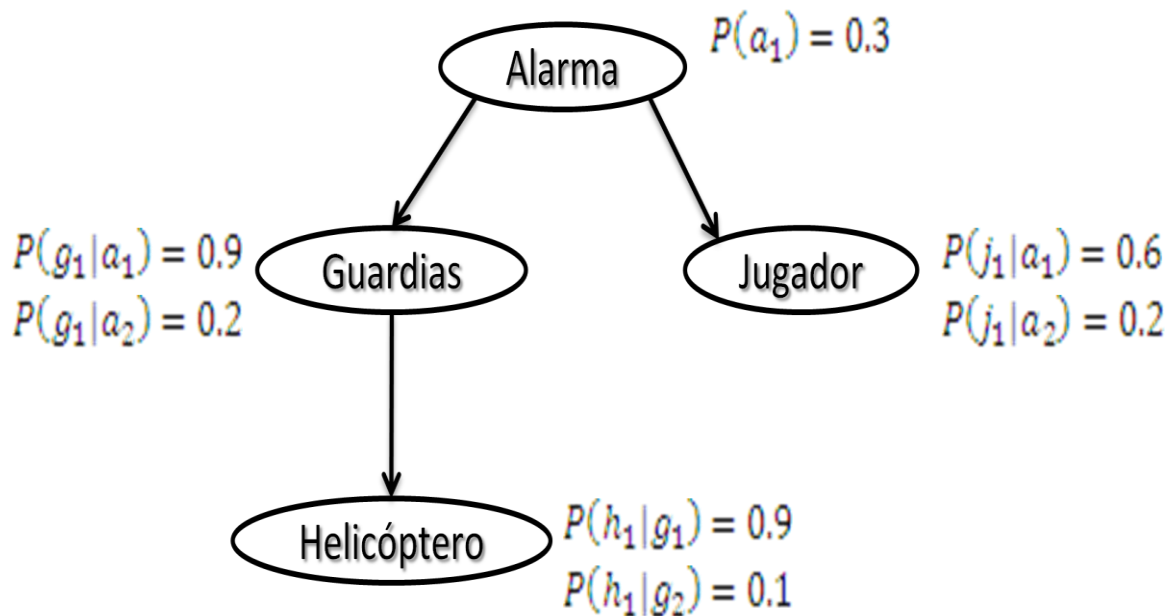 Alarma
P(a₁) = 0.3
P(g₁|a₁) = 0.9
P(g₁|a₂) = 0.2
Guardias
Jugador
P(j₁|a₁) = 0.6
P(j₁|a₂) = 0.2
Helicóptero
P(h₁|g₁) = 0.9
P(h₁|g₂) = 0.1